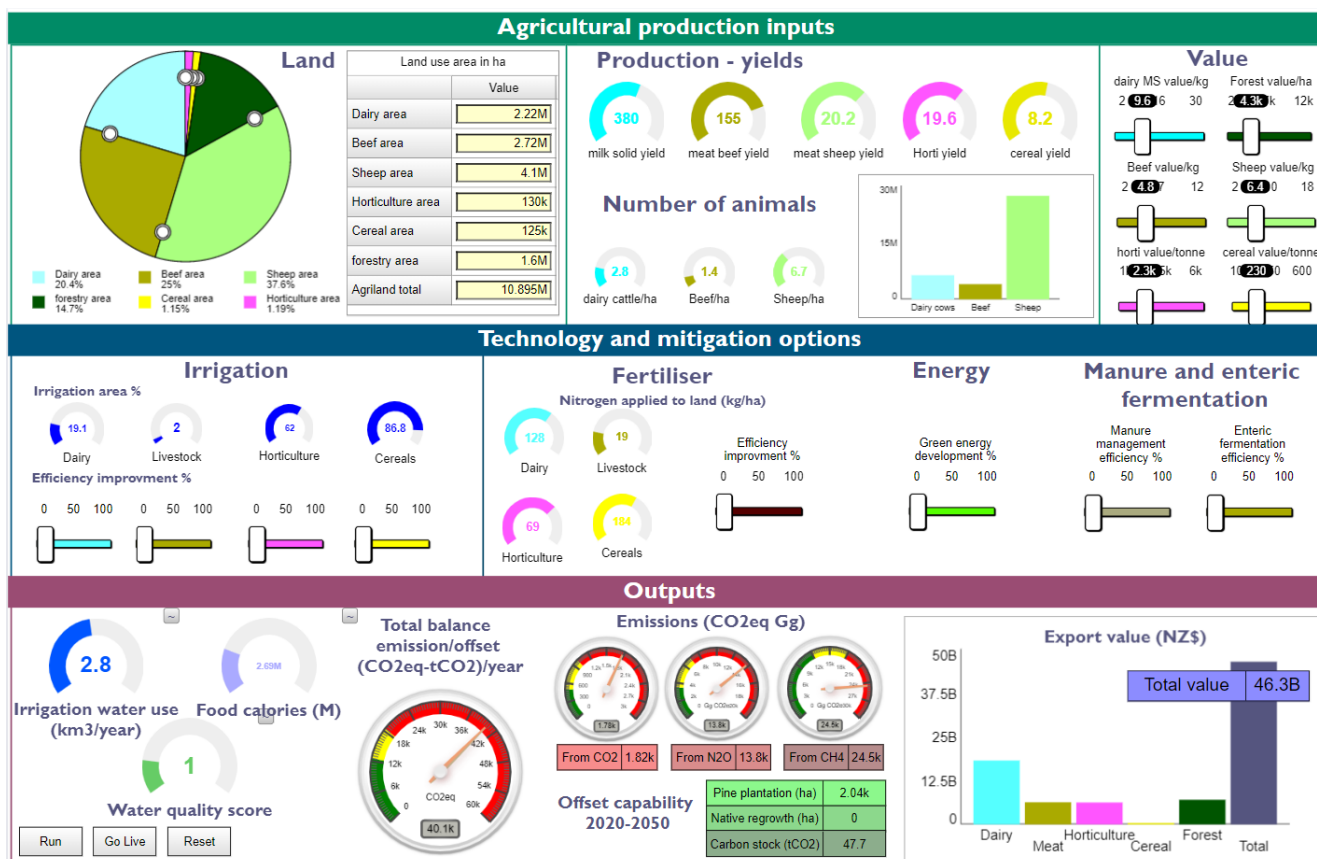 Agricultural production inputs
Land
Land use area in ha
Value
Dairy area 2.22M
Beef area 2.72M
Sheep area 4.1M
Horticulture area 130k
Cereal area 125k
forestry area 1.6M
Agriland total 10.895M
Dairy area 20.4%
Beef area 25%
Sheep area 37.6%
forestry area 14.7%
Cereal area 1.15%
Horticulture area 1.19%
Production - yields
380
155
20.2
19.6
8.2
milk solid yield
meat beef yield
meat sheep yield
Horti yield
cereal yield
Number of animals
2.8
1.4
6.7
dairy cattle/ha
Beef/ha
Sheep/ha
30M
15M
0
Dairy cows
Beef
Sheep
Value
dairy MS value/kg
2 9.6 30
Forest value/ha
4.3k 12k
Beef value/kg
2 4.8 12
Sheep value/kg
2 6.4 18
horti value/tonne
2.3k 6k
cereal value/tonne
230 600
Technology and mitigation options
Irrigation
Irrigation area %
19.1
2
62
86.8
Dairy
Livestock
Horticulture
Cereals
Efficiency improvment %
0 50 100
0 50 100
0 50 100
0 50 100
Fertiliser
Nitrogen applied to land (kg/ha)
128
19
Dairy
Livestock
69
184
Horticulture
Cereals
Efficiency
improvment %
0 50 100
Energy
Green energy
development %
0 50 100
Manure and enteric
fermentation
Manure
management
efficiency %
0 50 100
Enteric
fermentation
efficiency %
0 50 100
Outputs
~
~
2.8
2.69M
Irrigation water use
(km3/year)
Food calories (M)
1
Water quality score
Run
Go Live
Reset
Total balance
emission/offset
(CO2eq-tCO2)/year
0 6k 12k 18k 24k 30k 36k 42k 48k 54k 60k
CO2eq
40.1k
Emissions (CO2eq Gg)
1.78k
13.8k
24.5k
From CO2 1.82k
From N2O 13.8k
From CH4 24.5k
Offset capability
2020-2050
Pine plantation (ha) 2.04k
Native regrowth (ha) 0
Carbon stock (tCO2) 47.7
Export value (NZ$)
50B
37.5B
25B
12.5B
0
Total value 46.3B
Dairy
Meat
Horticulture
Cereal
Forest
Total